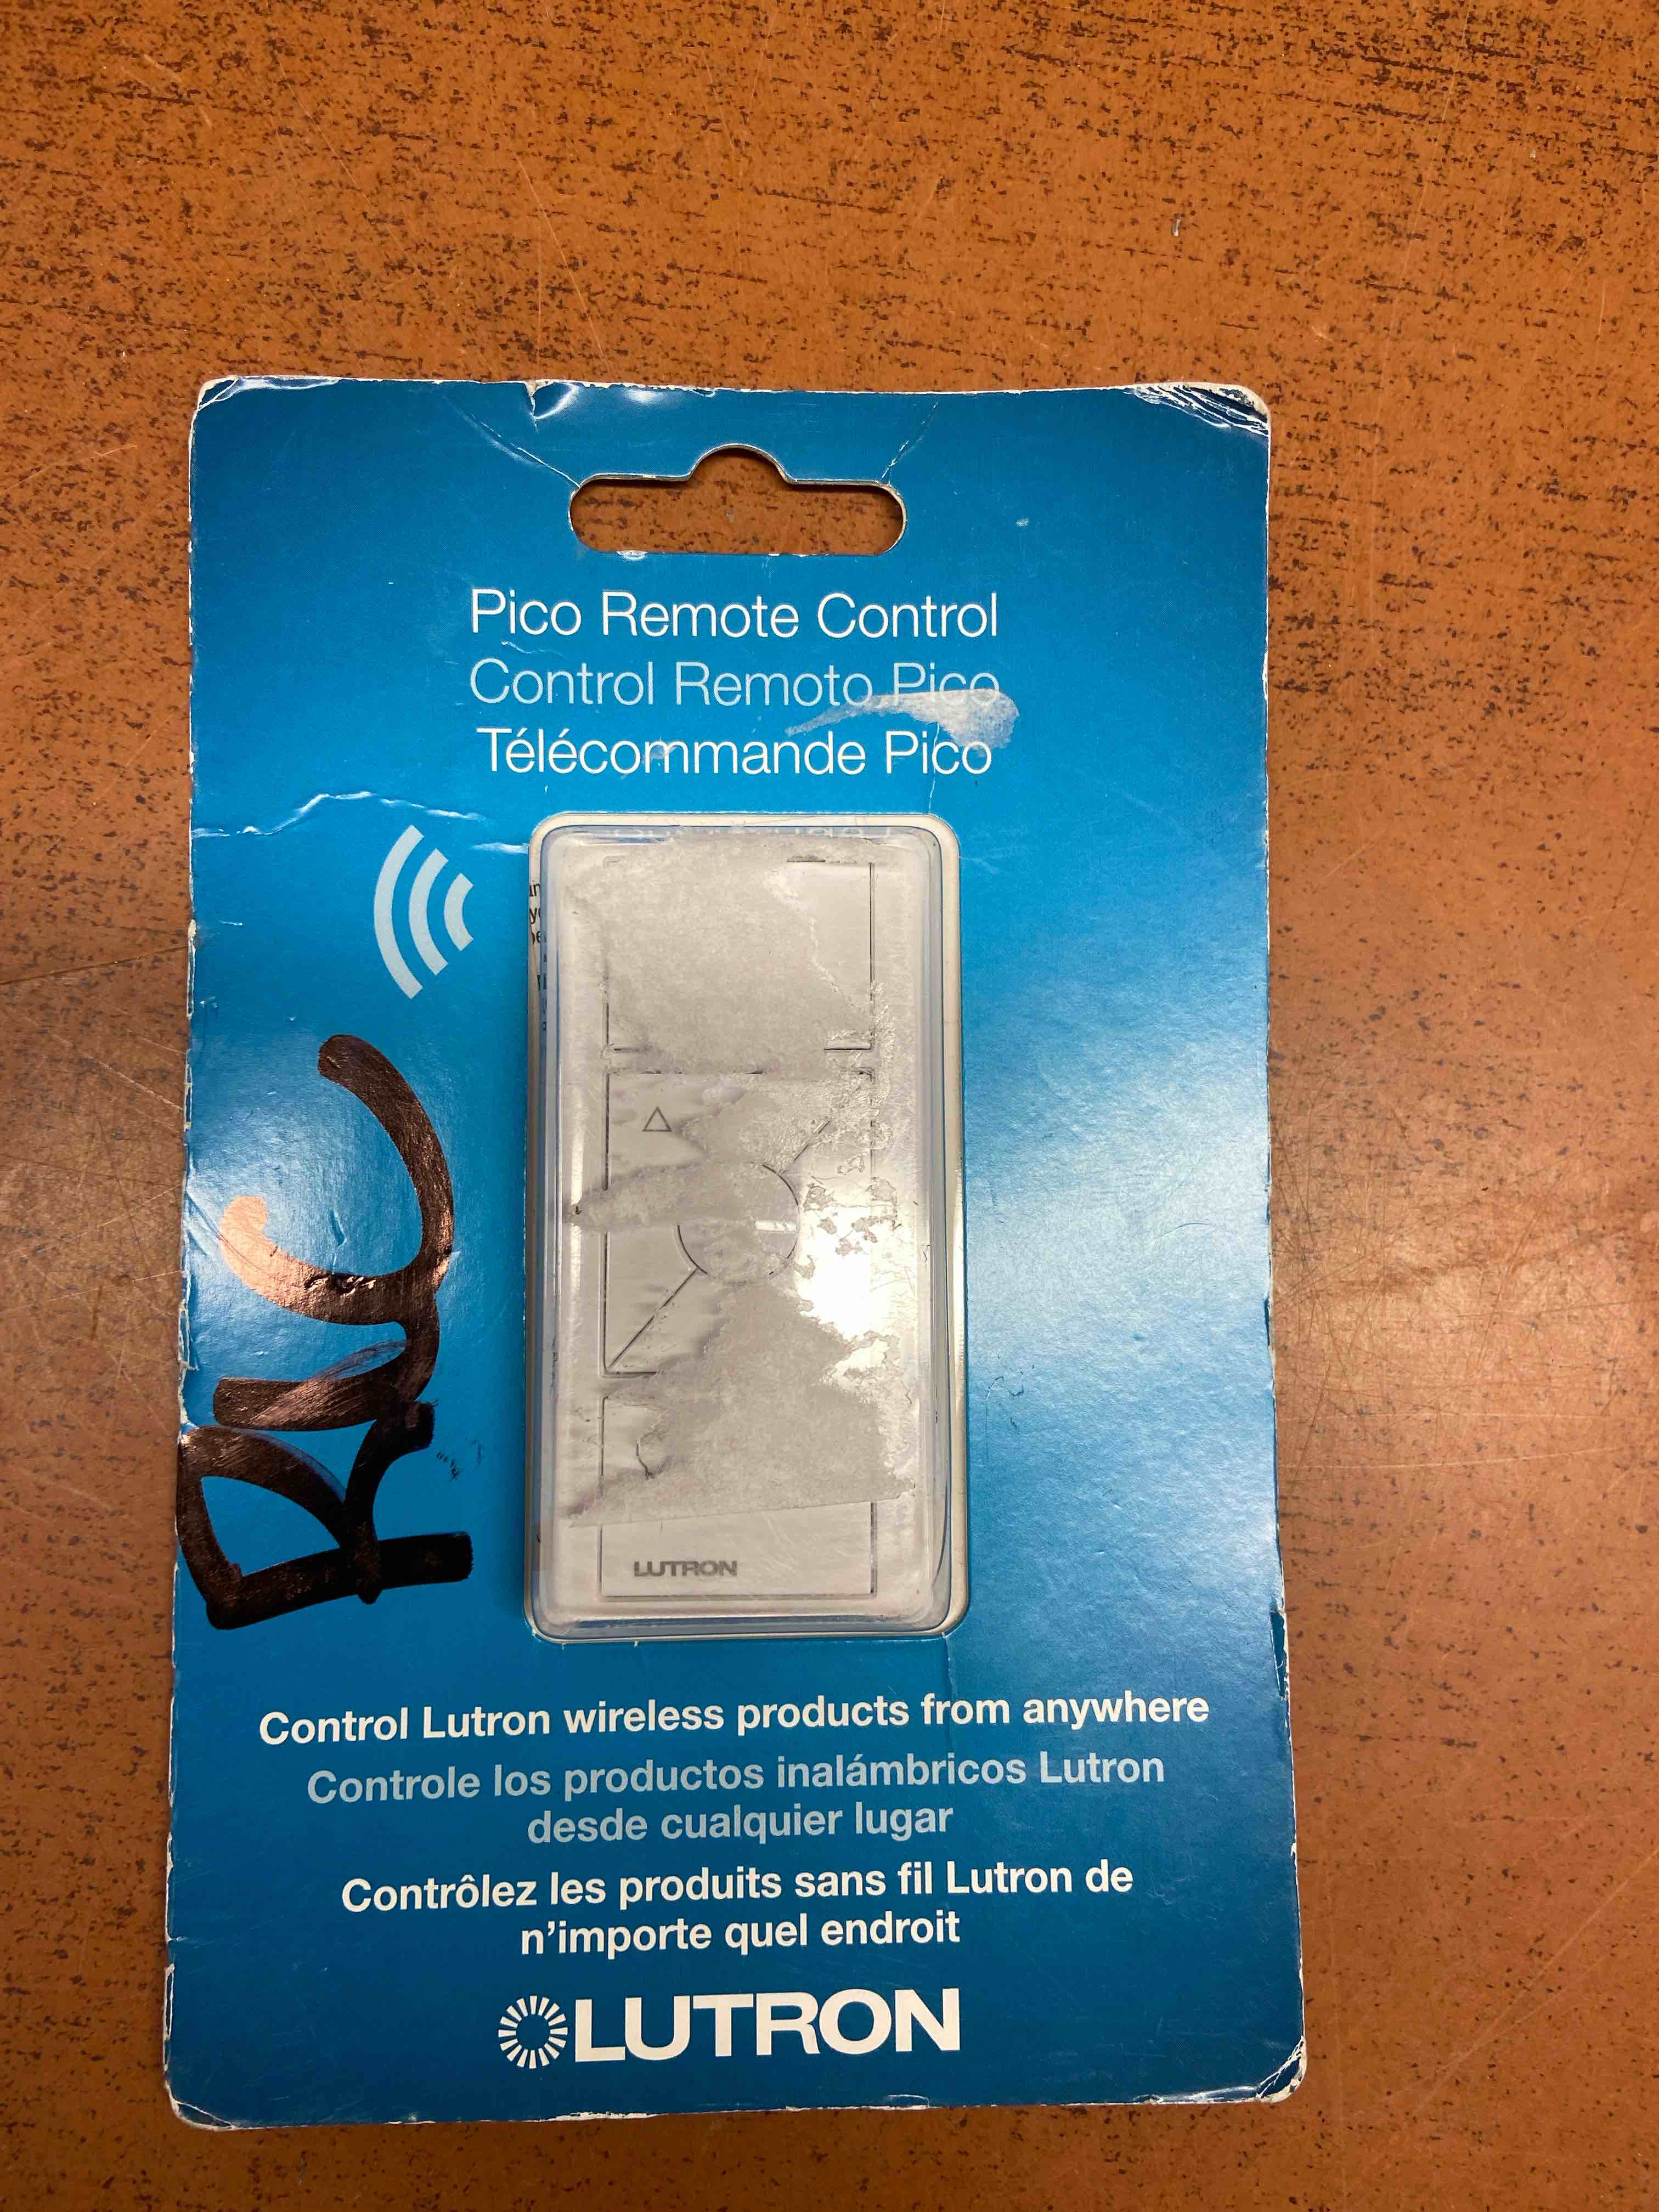 Pico Remote Control
Control Remoto Pico
Télécommande Pico
RIC
LUTRON
Control Lutron wireless products from anywhere
Controle los productos inalámbricos Lutron
desde cualquier lugar
Contrôlez les produits sans fil Lutron de
n'importe quel endroit
LUTRON